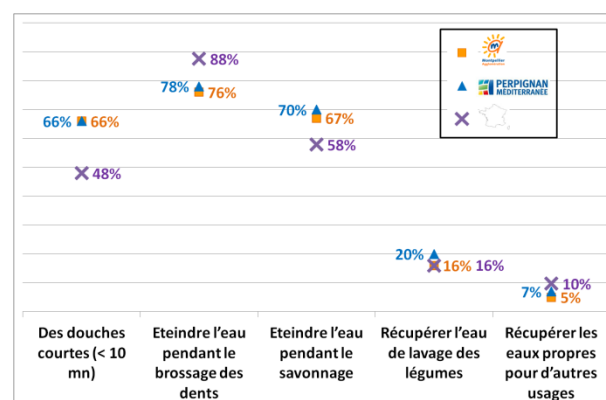 88%
78%
76%
70%
67%
66%
66%
58%
48%
20%
16%
16%
10%
7%
5%
Montpellier
Agglomération
PERPIGNAN
MÉDITERRANÉE
Des douches
courtes (< 10
mn)
Eteindre l'eau
pendant le
brossage des
dents
Eteindre l'eau
pendant le
savonnage
Récupérer l'eau
de lavage des
légumes
Récupérer les
eaux propres
pour d'autres
usages